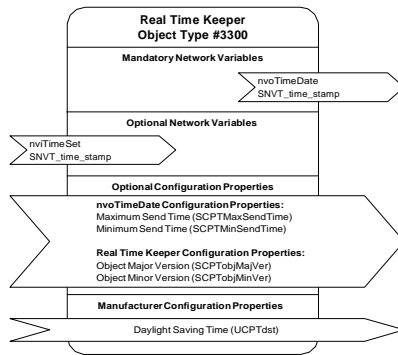 Real Time Keeper
Object Type #3300
Mandatory Network Variables
nvoTimeDate
SNVT_time_stamp
Optional Network Variables
nviTimeSet
SNVT_time_stamp
Optional Configuration Properties
nvoTimeDate Configuration Properties:
Maximum Send Time (SCPTMaxSendTime)
Minimum Send Time (SCPTMinSendTime)
Real Time Keeper Configuration Properties:
Object Major Version (SCPTobjMajVer)
Object Minor Version (SCPTobjMinVer)
Manufacturer Configuration Properties
Daylight Saving Time (UCPTdst)